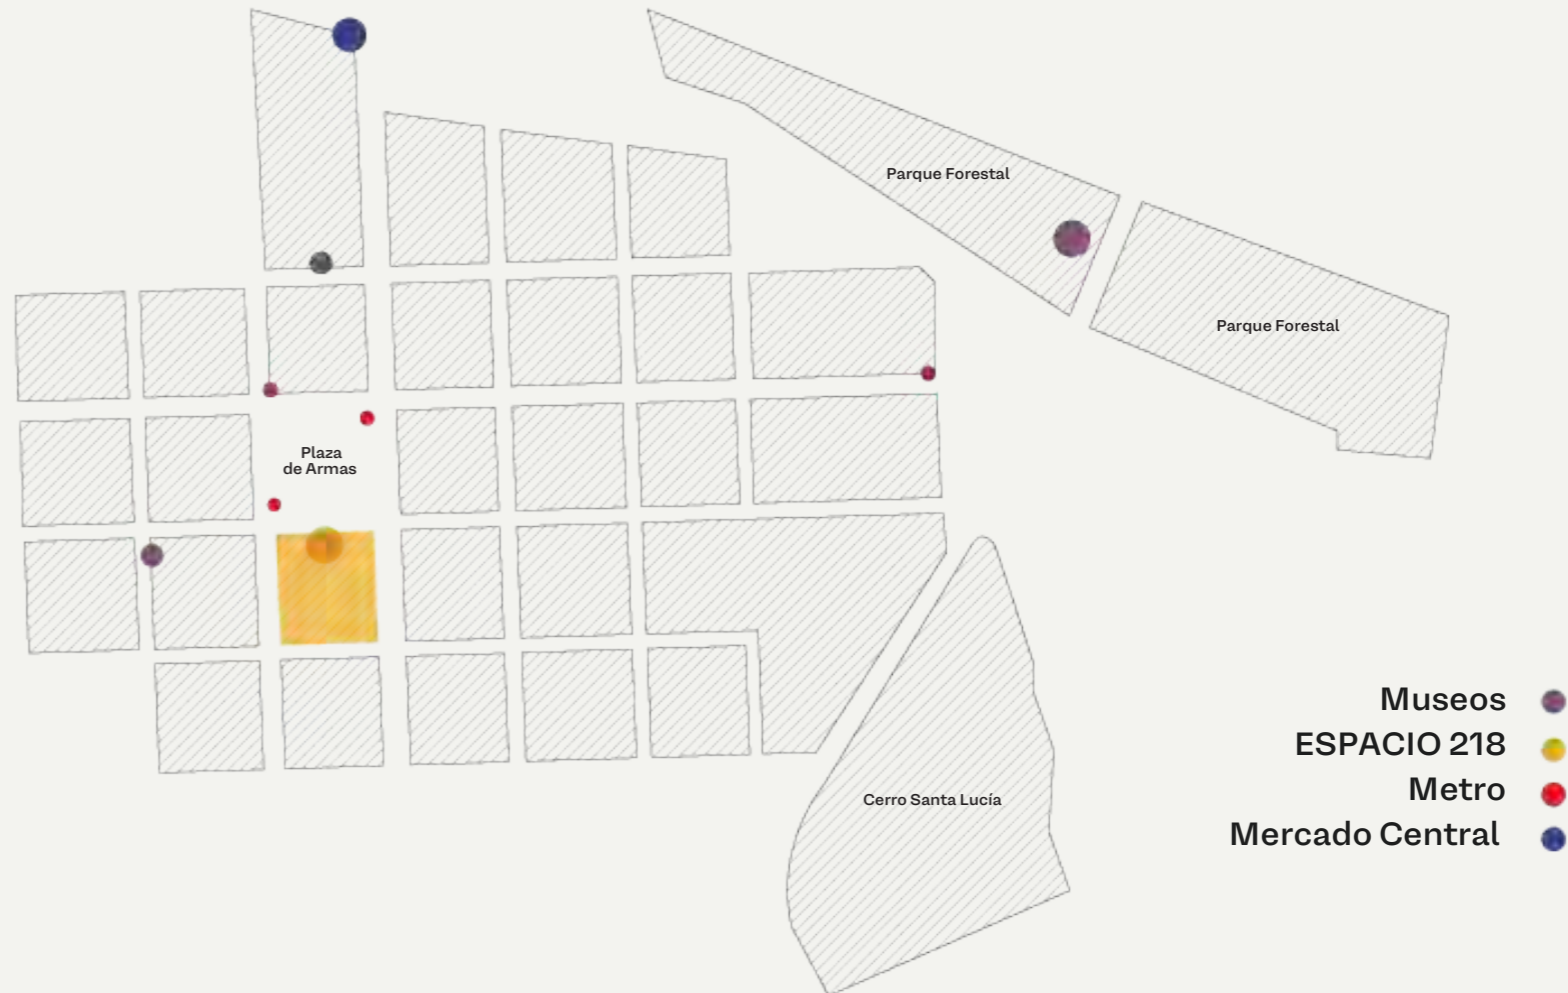 Parque Forestal
Parque Forestal
Plaza
de Armas
Museos
ESPACIO 218
Metro
Mercado Central
Cerro Santa Lucía